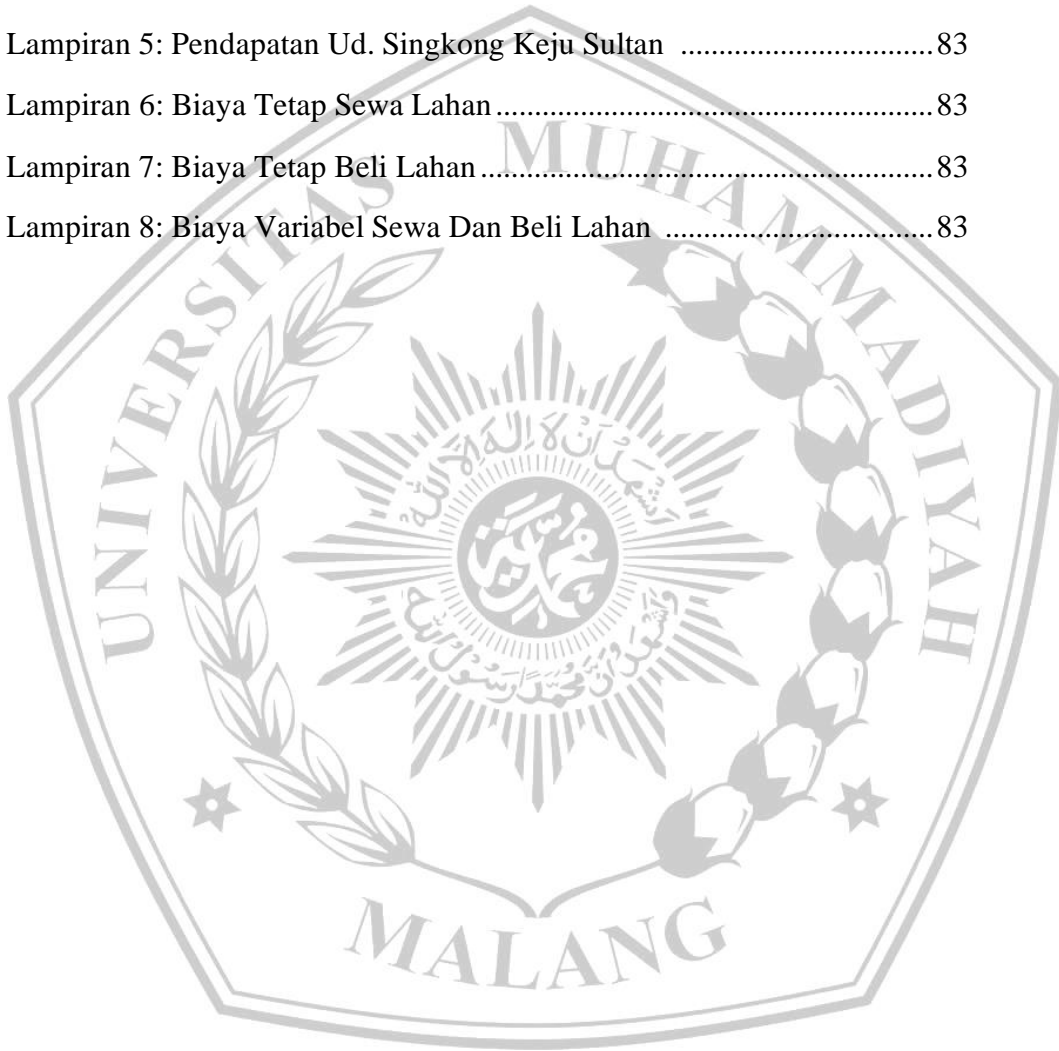 Lampiran 5: Pendapatan Ud. Singkong Keju Sultan ................................. 83
Lampiran 6: Biaya Tetap Sewa Lahan ......................................................... 83
Lampiran 7: Biaya Tetap Beli Lahan ........................................................... 83
Lampiran 8: Biaya Variabel Sewa Dan Beli Lahan ................................... 83
UNIVERSITAS MUHAMMADIYAH
MALANG